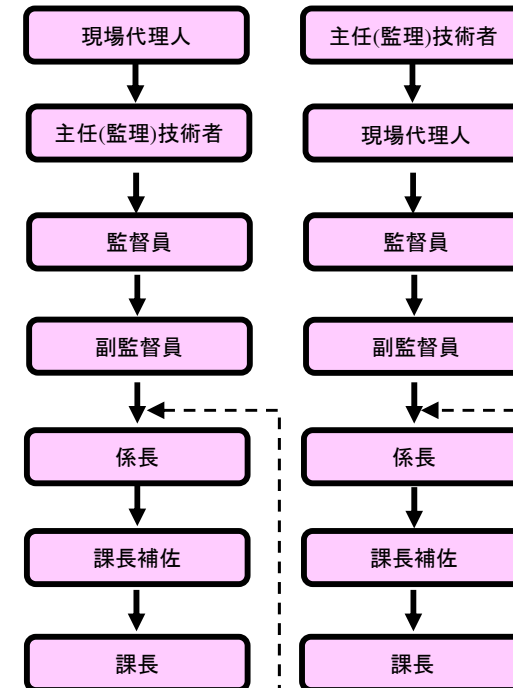 現場代理人
主任(監理)技術者
監督員
副監督員
係長
課長補佐
課長
主任(監理)技術者
現場代理人
監督員
副監督員
係長
課長補佐
課長